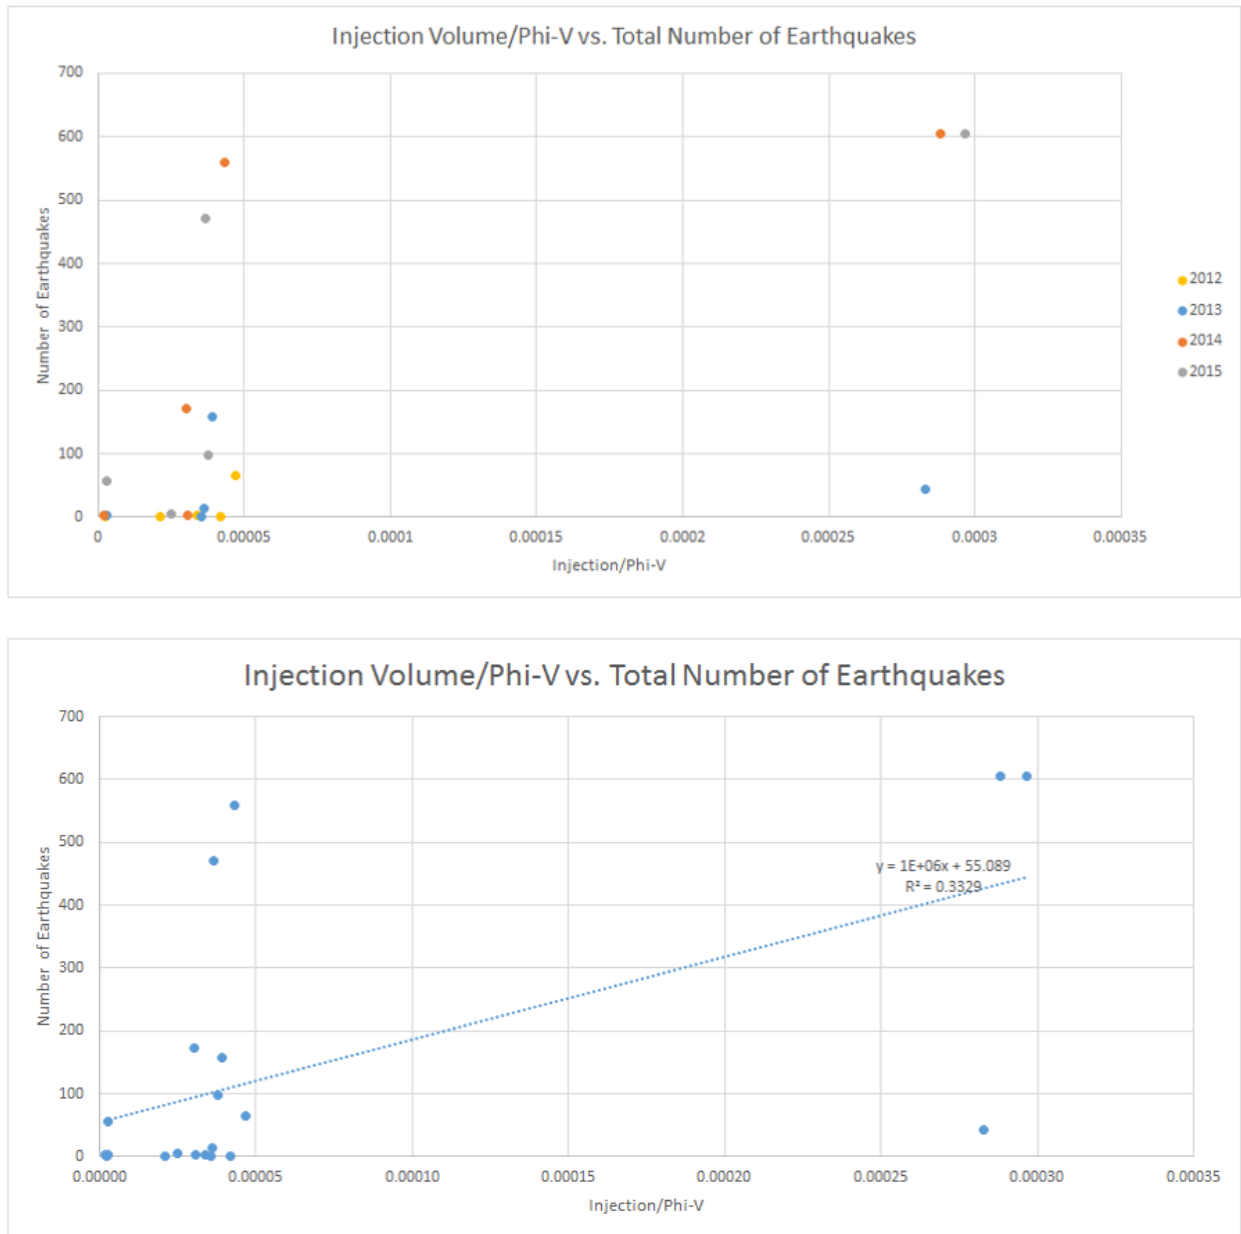 Injection Volume/Phi-V vs. Total Number of Earthquakes
700
600
500
400
300
200
100
0
Number of Earthquakes
0 0.00005 0.0001 0.00015 0.0002 0.00025 0.0003 0.00035
Injection/Phi-V
2012
2013
2014
2015
Injection Volume/Phi-V vs. Total Number of Earthquakes
700
600
500
400
300
200
100
0
Number of Earthquakes
y = 1E+06x + 55.089
R² = 0.3329
0.00000 0.00005 0.00010 0.00015 0.00020 0.00025 0.00030 0.00035
Injection/Phi-V